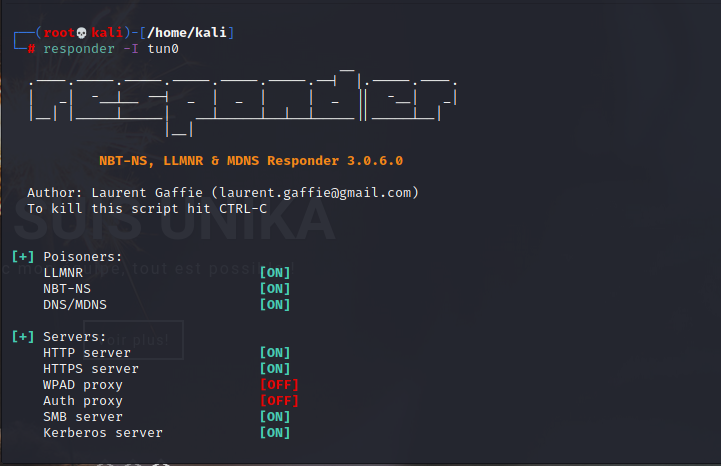 (root💀kali)-[/home/kali]
# responder -I tun0
NBT-NS, LLMNR & MDNS Responder 3.0.6.0
Author: Laurent Gaffie (laurent.gaffie@gmail.com)
To kill this script hit CTRL-C
SUIS UNIKA
[+] Poisoners:
LLMNR [ON]
NBT-NS [ON]
DNS/MDNS [ON]
[+] Servers:
HTTP server [ON]
HTTPS server [ON]
WPAD proxy [OFF]
Auth proxy [OFF]
SMB server [ON]
Kerberos server [ON]